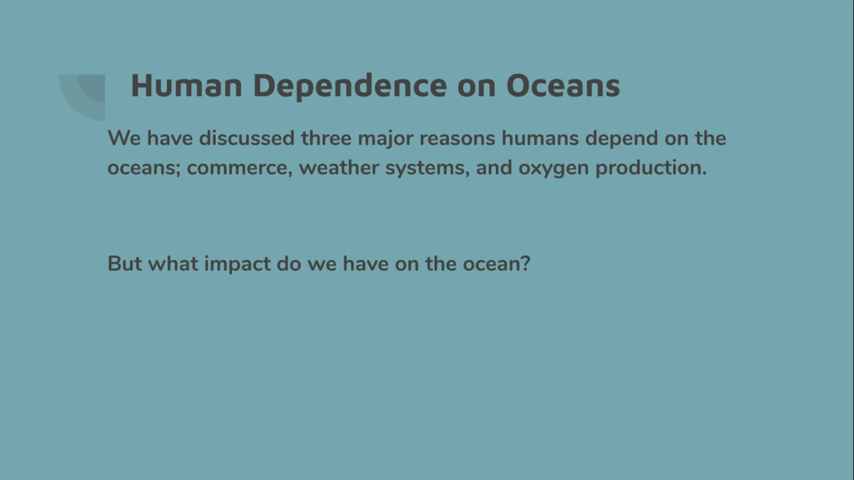 Human Dependence on Oceans
We have discussed three major reasons humans depend on the
oceans; commerce, weather systems, and oxygen production.
But what impact do we have on the ocean?